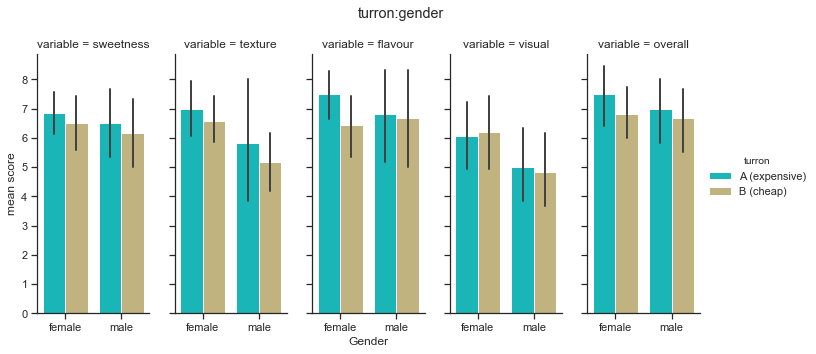 turron:gender
variable = sweetness
variable = texture
variable = flavour
variable = visual
variable = overall
mean score
8
7
6
5
4
3
2
1
0
female male
female male
female male
female male
female male
Gender
turron
A (expensive)
B (cheap)